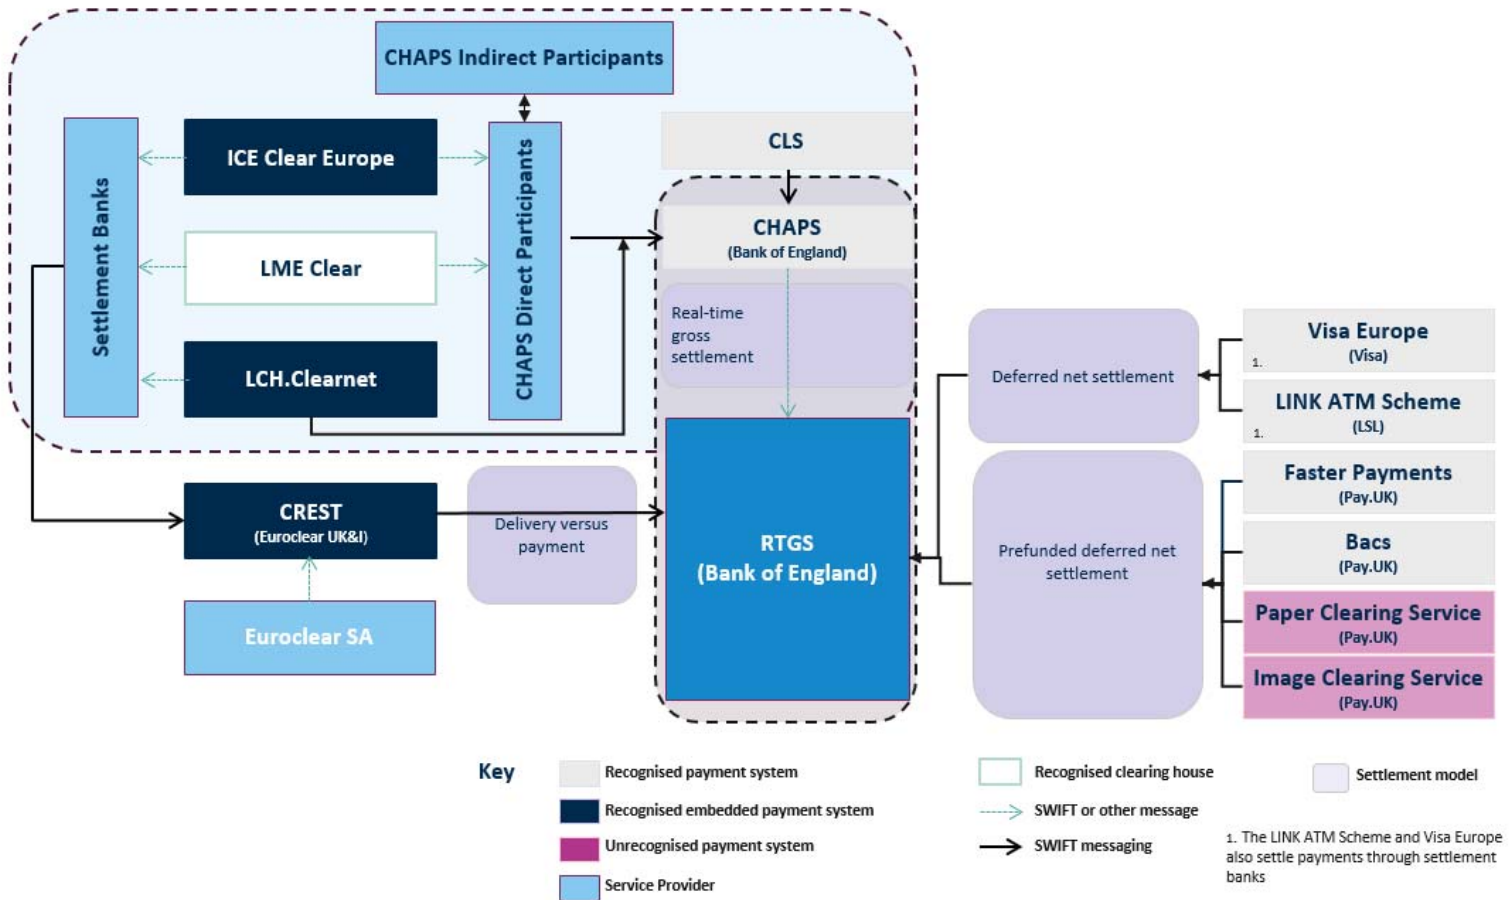 CHAPS Indirect Participants
Settlement Banks
ICE Clear Europe
LME Clear
LCH.Clearnet
CHAPS Direct Participants
CLS
CHAPS
(Bank of England)
Real-time
gross
settlement
CREST
(Euroclear UK&I)
Euroclear SA
Delivery versus
payment
RTGS
(Bank of England)
Deferred net settlement
Prefunded deferred net
settlement
Visa Europe
(Visa)
1.
LINK ATM Scheme
(LSL)
1.
Faster Payments
(Pay.UK)
Bacs
(Pay.UK)
Paper Clearing Service
(Pay.UK)
Image Clearing Service
(Pay.UK)
Key
Recognised payment system
Recognised embedded payment system
Unrecognised payment system
Service Provider
Recognised clearing house
SWIFT or other message
SWIFT messaging
Settlement model
1. The LINK ATM Scheme and Visa Europe
also settle payments through settlement
banks